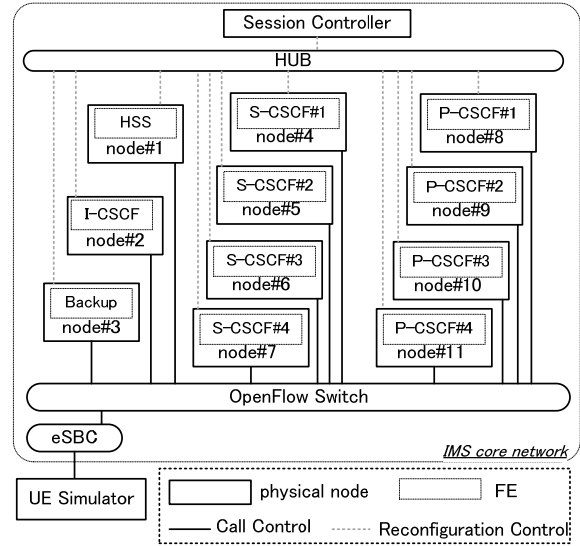 Session Controller
HUB
HSS
node#1
S-CSCF#1
node#4
P-CSCF#1
node#8
S-CSCF#2
node#5
P-CSCF#2
node#9
I-CSCF
node#2
S-CSCF#3
node#6
P-CSCF#3
node#10
Backup
node#3
S-CSCF#4
node#7
P-CSCF#4
node#11
OpenFlow Switch
eSBC
IMS core network
UE Simulator
physical node
FE
Call Control
Reconfiguration Control